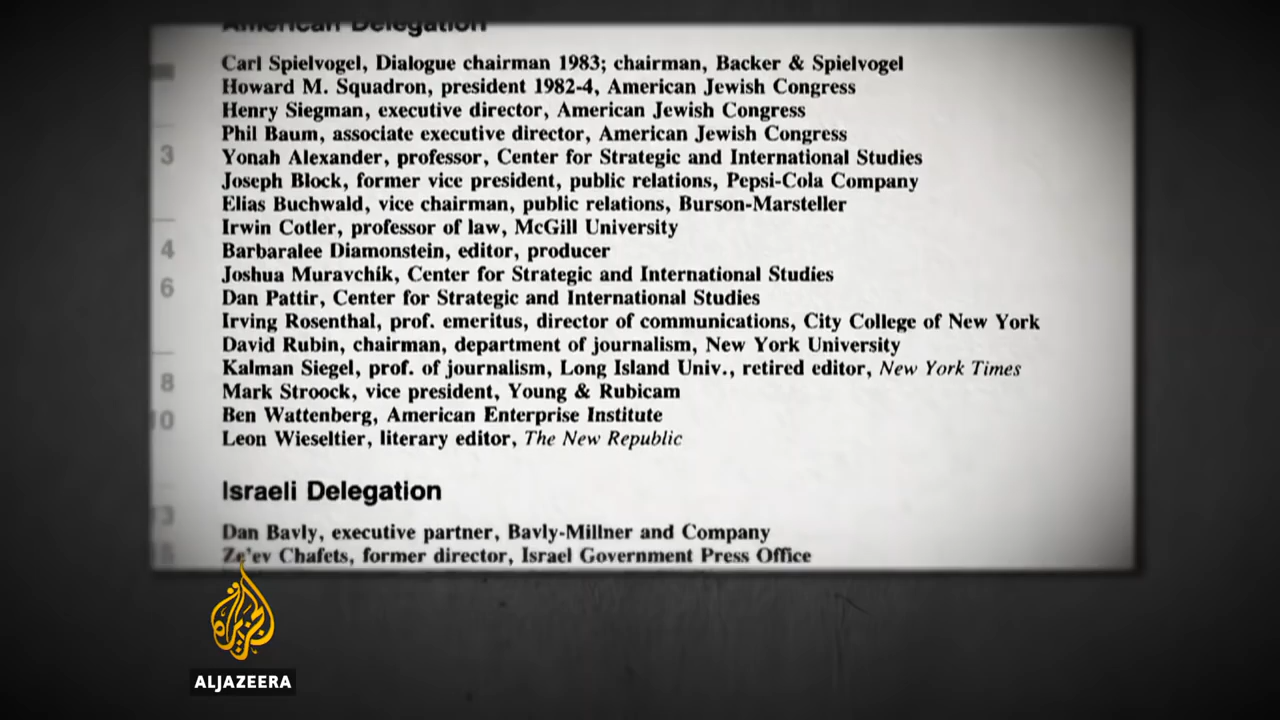 American Delegation
Carl Spielvogel, Dialogue chairman 1983; chairman, Backer & Spielvogel
Howard M. Squadron, president 1982-4, American Jewish Congress
Henry Siegman, executive director, American Jewish Congress
Phil Baum, associate executive director, American Jewish Congress
3
Yonah Alexander, professor, Center for Strategic and International Studies
Joseph Block, former vice president, public relations, Pepsi-Cola Company
Elias Buchwald, vice chairman, public relations, Burson-Marsteller
Irwin Cotler, professor of law, McGill University
4
Barbaralee Diamonstein, editor, producer
Joshua Muravchik, Center for Strategic and International Studies
6
Dan Pattir, Center for Strategic and International Studies
Irving Rosenthal, prof. emeritus, director of communications, City College of New York
David Rubin, chairman, department of journalism, New York University
Kalman Siegel, prof. of journalism, Long Island Univ., retired editor, New York Times
8
Mark Stroock, vice president, Young & Rubicam
10
Ben Wattenberg, American Enterprise Institute
Leon Wieseltier, literary editor, The New Republic
Israeli Delegation
13
Dan Bavly, executive partner, Bavly-Millner and Company
Ze'ev Chafets, former director, Israel Government Press Office
الجزيرة
ALJAZEERA